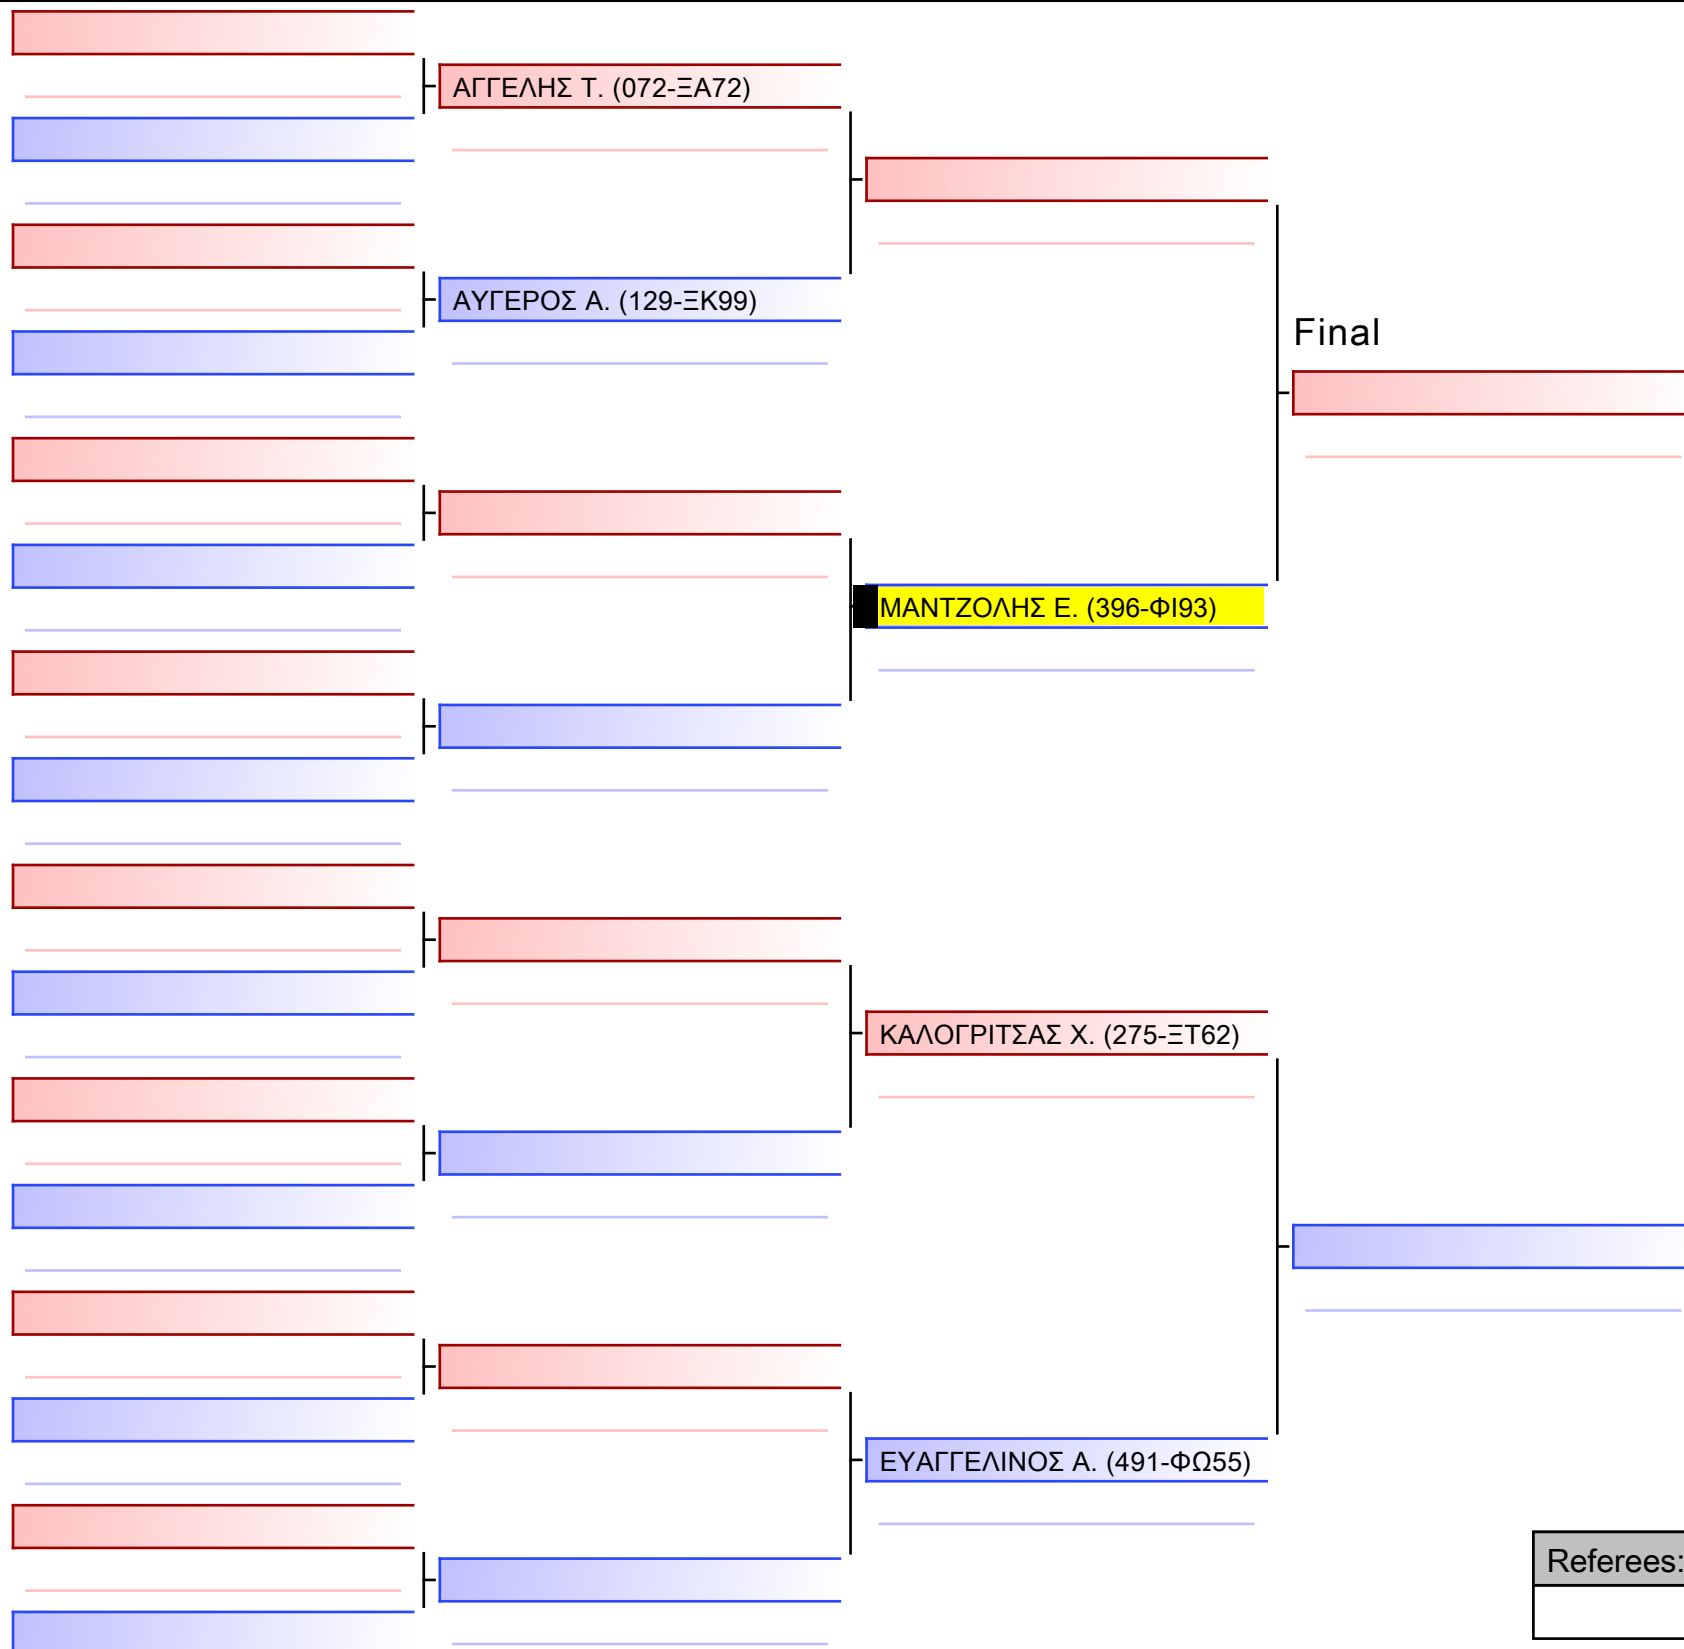 ΑΓΓΕΛΗΣ Τ. (072-ΞΑ72)
ΑΥΓΕΡΟΣ Α. (129-ΞΚ99)
Final
ΜΑΝΤΖΟΛΗΣ Ε. (396-ΦΙ93)
ΚΑΛΟΓΡΙΤΣΑΣ Χ. (275-ΞΤ62)
ΕΥΑΓΓΕΛΙΝΟΣ Α. (491-ΦΩ55)
Referees: